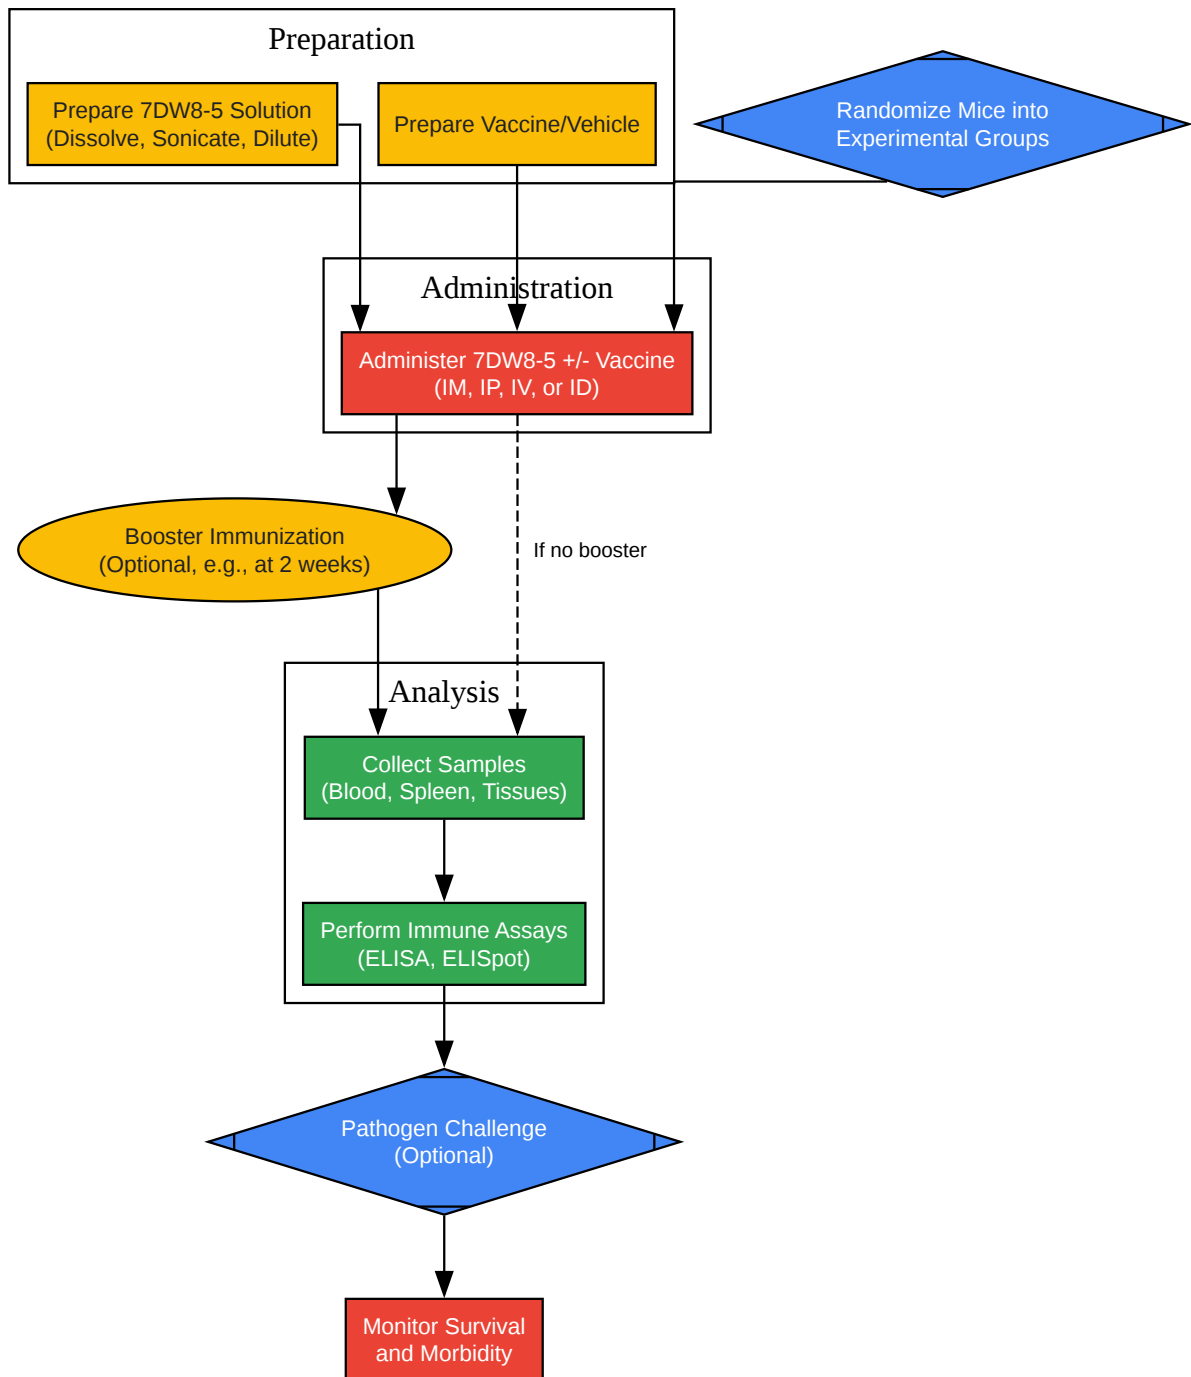 Preparation
Prepare 7DW8-5 Solution
(Dissolve, Sonicate, Dilute)
Prepare Vaccine/Vehicle
Randomize Mice into
Experimental Groups
Administration
Administer 7DW8-5 +/- Vaccine
(IM, IP, IV, or ID)
Booster Immunization
(Optional, e.g., at 2 weeks)
If no booster
Analysis
Collect Samples
(Blood, Spleen, Tissues)
Perform Immune Assays
(ELISA, ELISpot)
Pathogen Challenge
(Optional)
Monitor Survival
and Morbidity